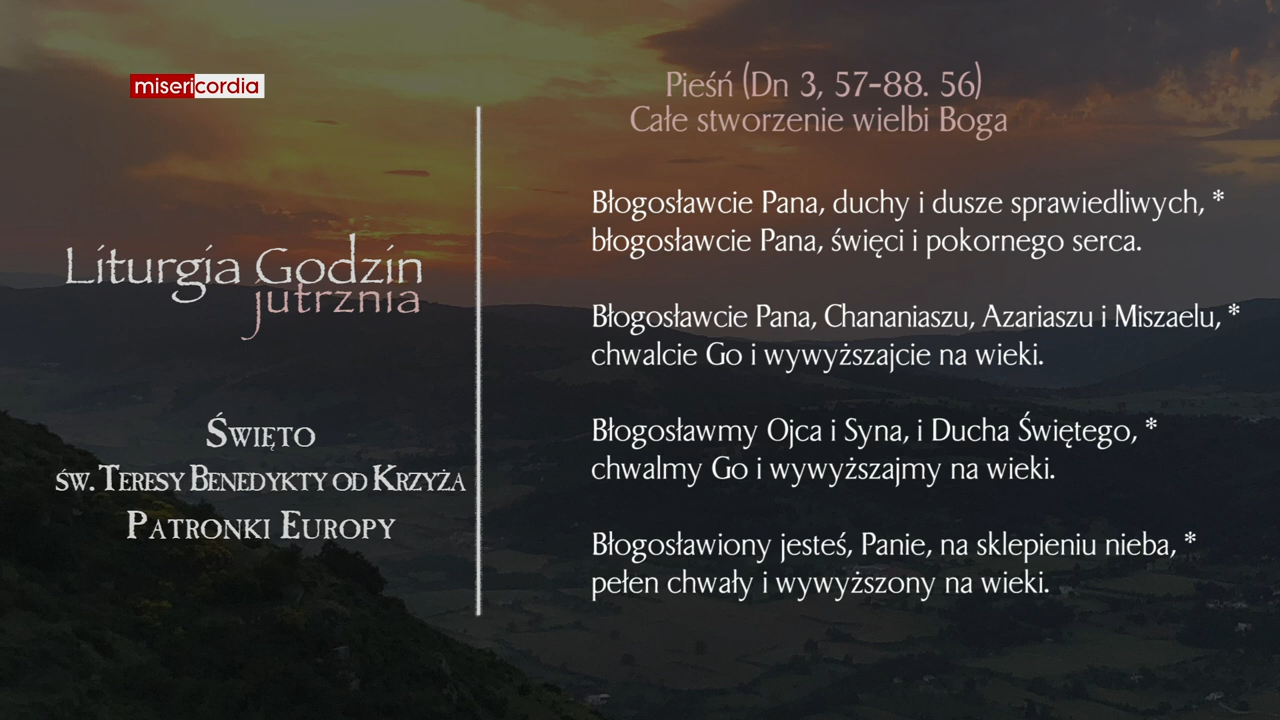 misericordia
Liturgia Godzin
jutrznia
Święto
św. Teresy Benedykty od Krzyża
Patronki Europy
Pieśń (Dn 3, 57-88. 56)
Całe stworzenie wielbi Boga
Błogosławcie Pana, duchy i dusze sprawiedliwych, *
błogosławcie Pana, święci i pokornego serca.
Błogosławcie Pana, Chananiaszu, Azariaszu i Miszaelu, *
chwalcie Go i wywyższajcie na wieki.
Błogosławmy Ojca i Syna, i Ducha Świętego, *
chwalmy Go i wywyższajmy na wieki.
Błogosławiony jesteś, Panie, na sklepieniu nieba, *
pełen chwały i wywyższony na wieki.